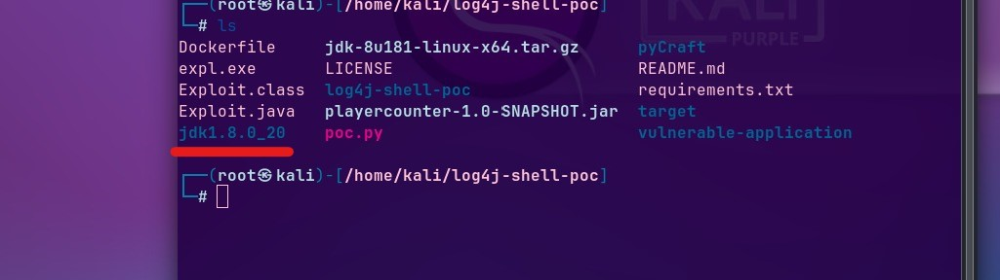 (root㉿kali)-[/home/kali/log4j-shell-poc]
# ls
Dockerfile jdk-8u181-linux-x64.tar.gz pyCraft
expl.exe LICENSE README.md
Exploit.class log4j-shell-poc requirements.txt
Exploit.java playercounter-1.0-SNAPSHOT.jar target
jdk1.8.0_20 poc.py vulnerable-application
(root㉿kali)-[/home/kali/log4j-shell-poc]
#
KALI
PURPLE